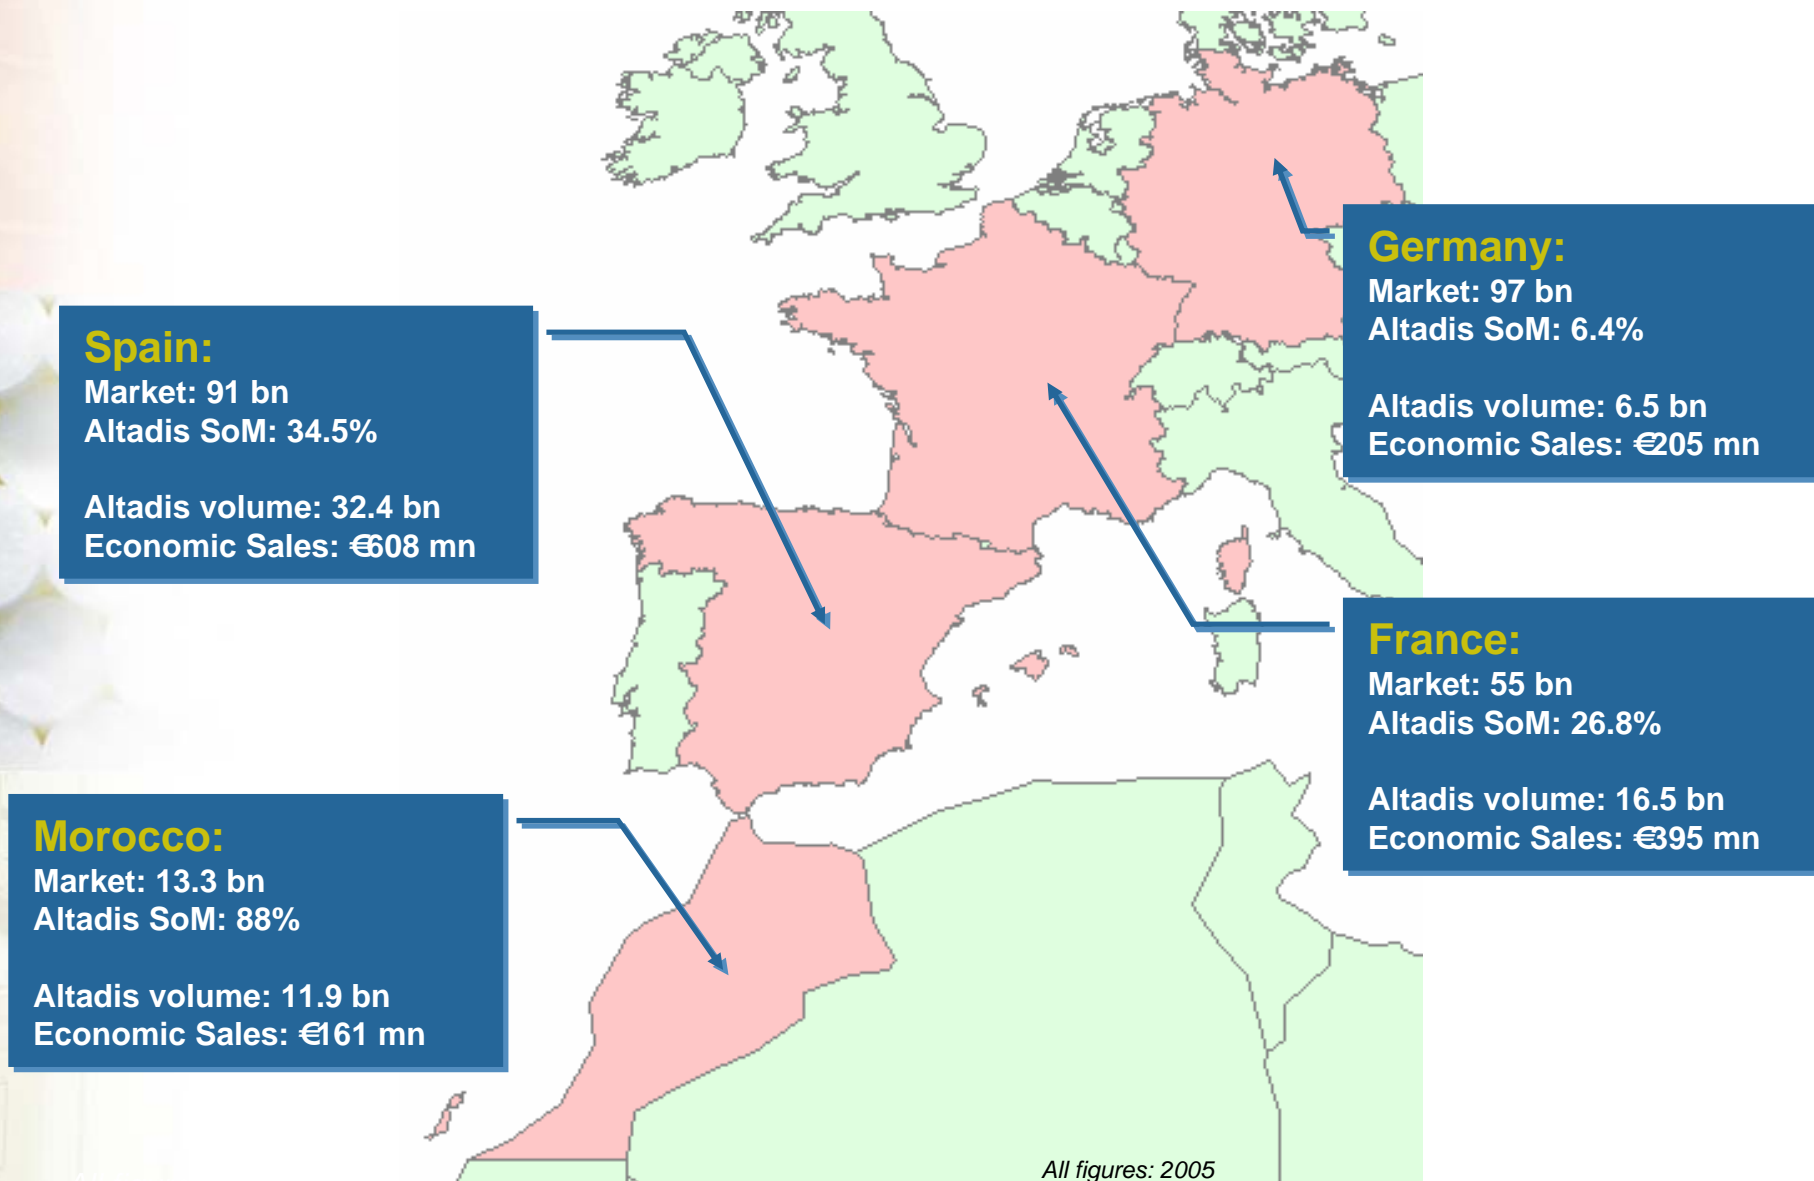 Germany:
Market: 97 bn
Altadis SoM: 6.4%
Altadis volume: 6.5 bn
Economic Sales: €205 mn
Spain:
Market: 91 bn
Altadis SoM: 34.5%
Altadis volume: 32.4 bn
Economic Sales: €608 mn
France:
Market: 55 bn
Altadis SoM: 26.8%
Altadis volume: 16.5 bn
Economic Sales: €395 mn
Morocco:
Market: 13.3 bn
Altadis SoM: 88%
Altadis volume: 11.9 bn
Economic Sales: €161 mn
All figures: 2005